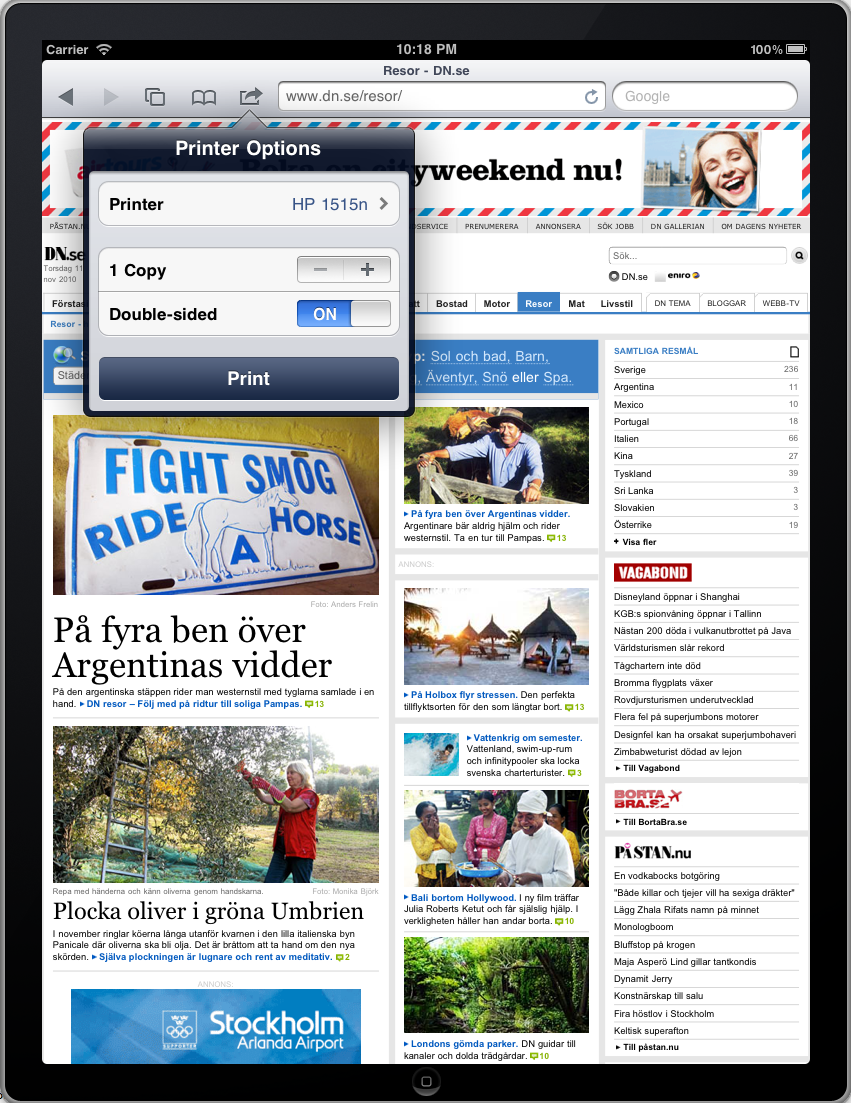 Carrier
10:18 PM
100%
Resor - DN.se
www.dn.se/resor/
Google
Printer Options
Printer HP 1515n
1 Copy
Double-sided ON
Print
cityweekend nu!
PÅSTAN.N
PRENUMERERA ANNONSERA SÖK JOBB DN GALLERIAN OM DAGENS NYHETER
DN.se
Torsdag 11
nov 2010
Sök...
DN.se eniro
Bostad Motor Resor Mat Livsstil DN TEMA BLOGGAR WEBB-TV
Resor -
Sol och bad, Barn,
Äventyr, Snö eller Spa.
FIGHT SMOG
RIDE A HORSE
Foto: Anders Frelin
På fyra ben över
Argentinas vidder
På den argentinska stäppen rider man westernstil med tyglarna samlade i en
hand. DN resor – Följ med på ridtur till soliga Pampas. 13
Repa med händerna och känn oliverna genom handskarna. Foto: Monika Björk
Plocka oliver i gröna Umbrien
I november ringlar köerna långa utanför kvarnen i den lilla italienska byn
Panicale där oliverna ska bli olja. Det är bråttom att ta hand om den nya
skörden. Själva plockningen är lugnare och rent av meditativ. 2
ANNONS:
SUPPORTER
Stockholm
Arlanda Airport
På fyra ben över Argentinas vidder.
Argentinare bär aldrig hjälm och rider
westernstil. Ta en tur till Pampas. 13
ANNONS:
På Holbox flyr stressen. Den perfekta
tillflyktsorten för den som längtar bort. 13
Vattenkrig om semester.
Vattenland, swim-up-rum
och infinitypooler ska locka
svenska charterturister. 3
Bali bortom Hollywood. I ny film träffar
Julia Roberts Ketut och får själslig hjälp. I
verkligheten håller han andar borta. 10
Londons gömda parker. DN guidar till
kanaler och dolda trädgårdar. 10
SAMTLIGA RESMÅL
Sverige 236
Argentina 11
Mexico 10
Portugal 18
Italien 66
Kina 27
Tyskland 39
Sri Lanka 3
Slovakien 3
Österrike 19
Visa fler
VAGABOND
Disneyland öppnar i Shanghai
KGB:s spionvåning öppnar i Tallinn
Nästan 200 döda i vulkanutbrottet på Java
Världsturismen slår rekord
Tågchartern inte död
Bromma flygplats växer
Rovdjursturismen underutvecklad
Flera fel på superjumbons motorer
Designfel kan ha orsakat superjumbohaveri
Zimbabweturist dödad av lejon
Till Vagabond
BORTA
BRA.SE
Till BortaBra.se
PÅSTAN.nu
En vodkabocks botgöring
"Både killar och tjejer vill ha sexiga dräkter"
Lägg Zhala Rifats namn på minnet
Monologboom
Bluffstop på krogen
Maja Asperö Lind gillar tantkondis
Dynamit Jerry
Konstnärskap till salu
Fira höstlov i Stockholm
Keltisk superafton
Till påstan.nu